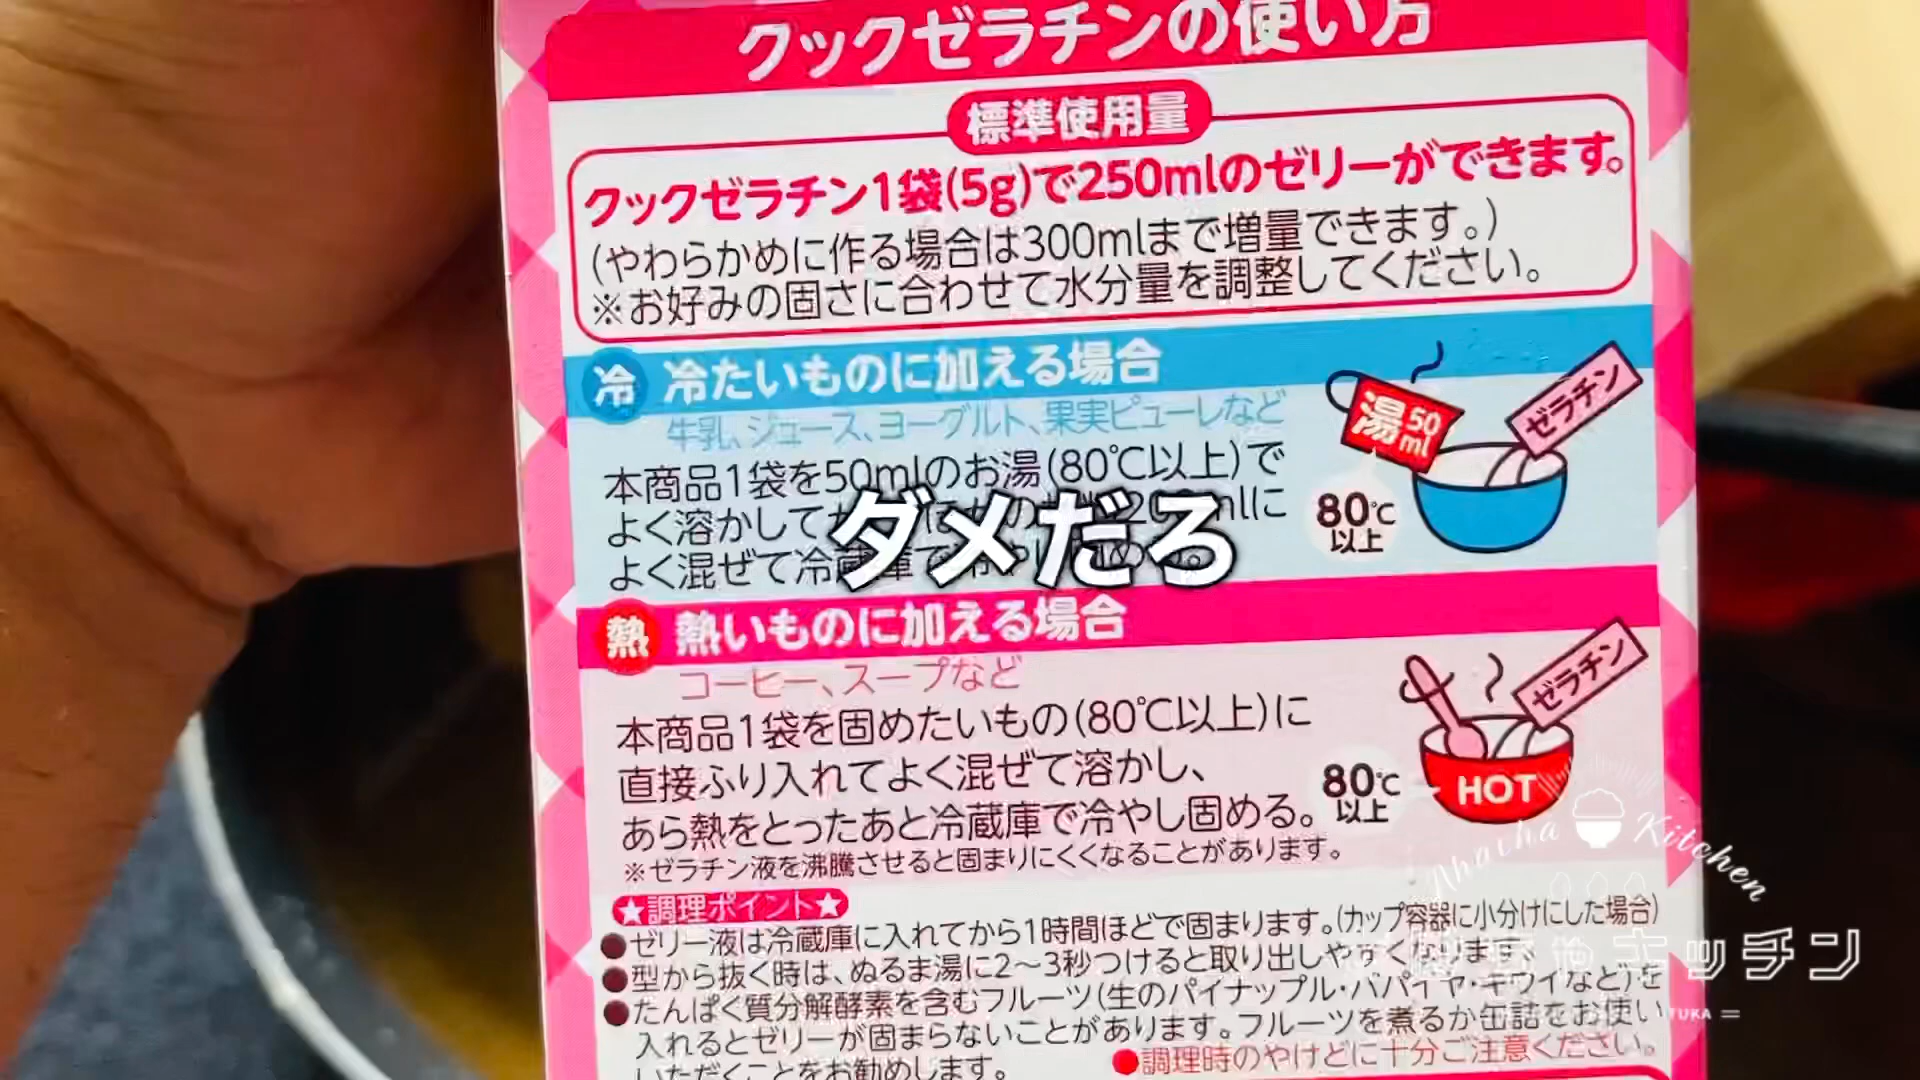 クックゼラチンの使い方
標準使用量
クックゼラチン1袋(5g)で250mlのゼリーができます。
(やわらかめに作る場合は300mlまで増量できます。)
※お好みの固さに合わせて水分量を調整してください。
冷 冷たいものに加える場合
牛乳、ジュース、ヨーグルト、果実ピューレなど
本商品1袋を50mlのお湯(80℃以上)で
よく溶かして
よく混ぜて冷蔵庫で
湯50ml
ゼラチン
80℃以上
ダメだろ
熱 熱いものに加える場合
コーヒー、スープなど
本商品1袋を固めたいもの(80℃以上)に
直接ふり入れてよく混ぜて溶かし、
あら熱をとったあと冷蔵庫で冷やし固める。
※ゼラチン液を沸騰させると固まりにくくなることがあります。
ゼラチン
HOT
80℃以上
★調理ポイント★
●ゼリー液は冷蔵庫に入れてから1時間ほどで固まります。(カップ容器に小分けにした場合)
●型から抜く時は、ぬるま湯に2〜3秒つけると取り出しやすくなります。
●たんぱく質分解酵素を含むフルーツ(生のパイナップル・パパイヤ・キウイなど)を
入れるとゼリーが固まらないことがあります。フルーツを煮るか缶詰をお使い
いただくことをお勧めします。
●調理時のやけどに十分ご注意ください。
Kitchen
キッチン